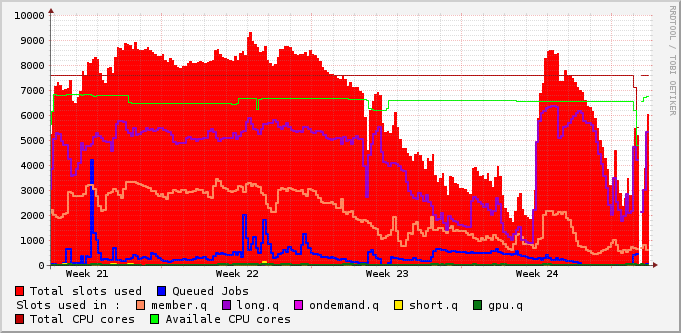 10000
9000
8000
7000
6000
5000
4000
3000
2000
1000
0
Week 21 Week 22 Week 23 Week 24
Total slots used Queued Jobs
Slots used in : member.q long.q ondemand.q short.q gpu.q
Total CPU cores Availale CPU cores
RRDTOOL / TOBI OETIKER